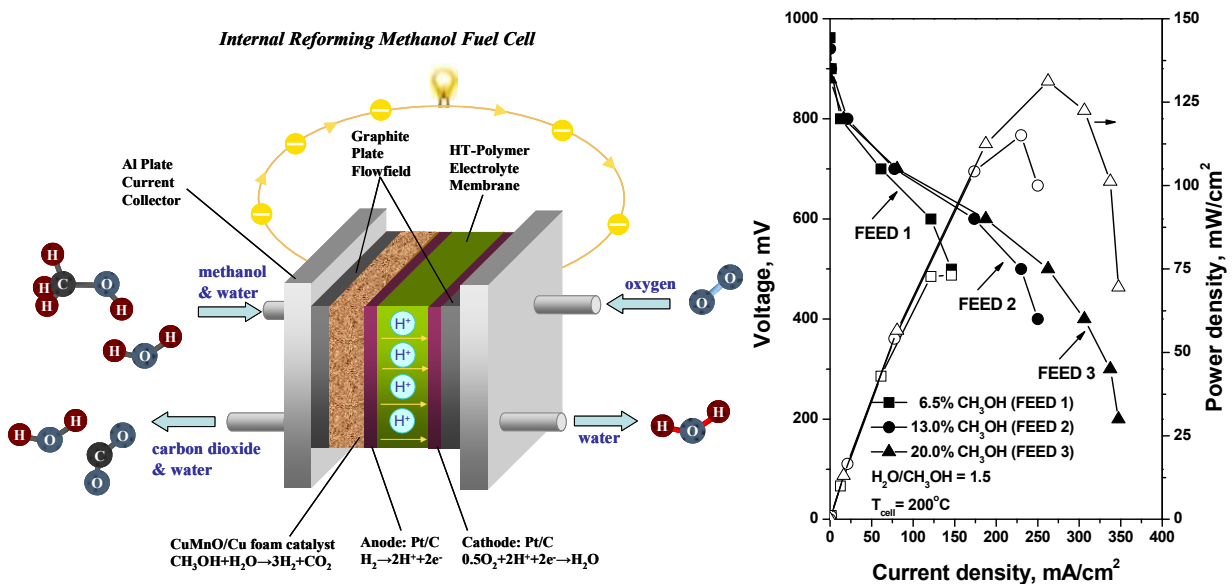 Internal Reforming Methanol Fuel Cell
Al Plate
Current
Collector
Graphite
Plate
Flowfield
HT-Polymer
Electrolyte
Membrane
methanol
& water
oxygen
carbon dioxide
& water
water
H
H
H
C
O
H
H
O
H
H
O
H
O
C
O
H⁺
H⁺
H⁺
H⁺
O
O
H
O
H
CuMnO/Cu foam catalyst
CH₃OH+H₂O→3H₂+CO₂
Anode: Pt/C
H₂→2H⁺+2e⁻
Cathode: Pt/C
0.5O₂+2H⁺+2e⁻→H₂O
Voltage, mV
1000
800
600
400
200
0
FEED 1
FEED 2
FEED 3
6.5% CH₃OH (FEED 1)
13.0% CH₃OH (FEED 2)
20.0% CH₃OH (FEED 3)
H₂O/CH₃OH = 1.5
T_cell = 200°C
0 50 100 150 200 250 300 350 400
Current density, mA/cm²
150
125
100
75
50
25
0
Power density, mW/cm²